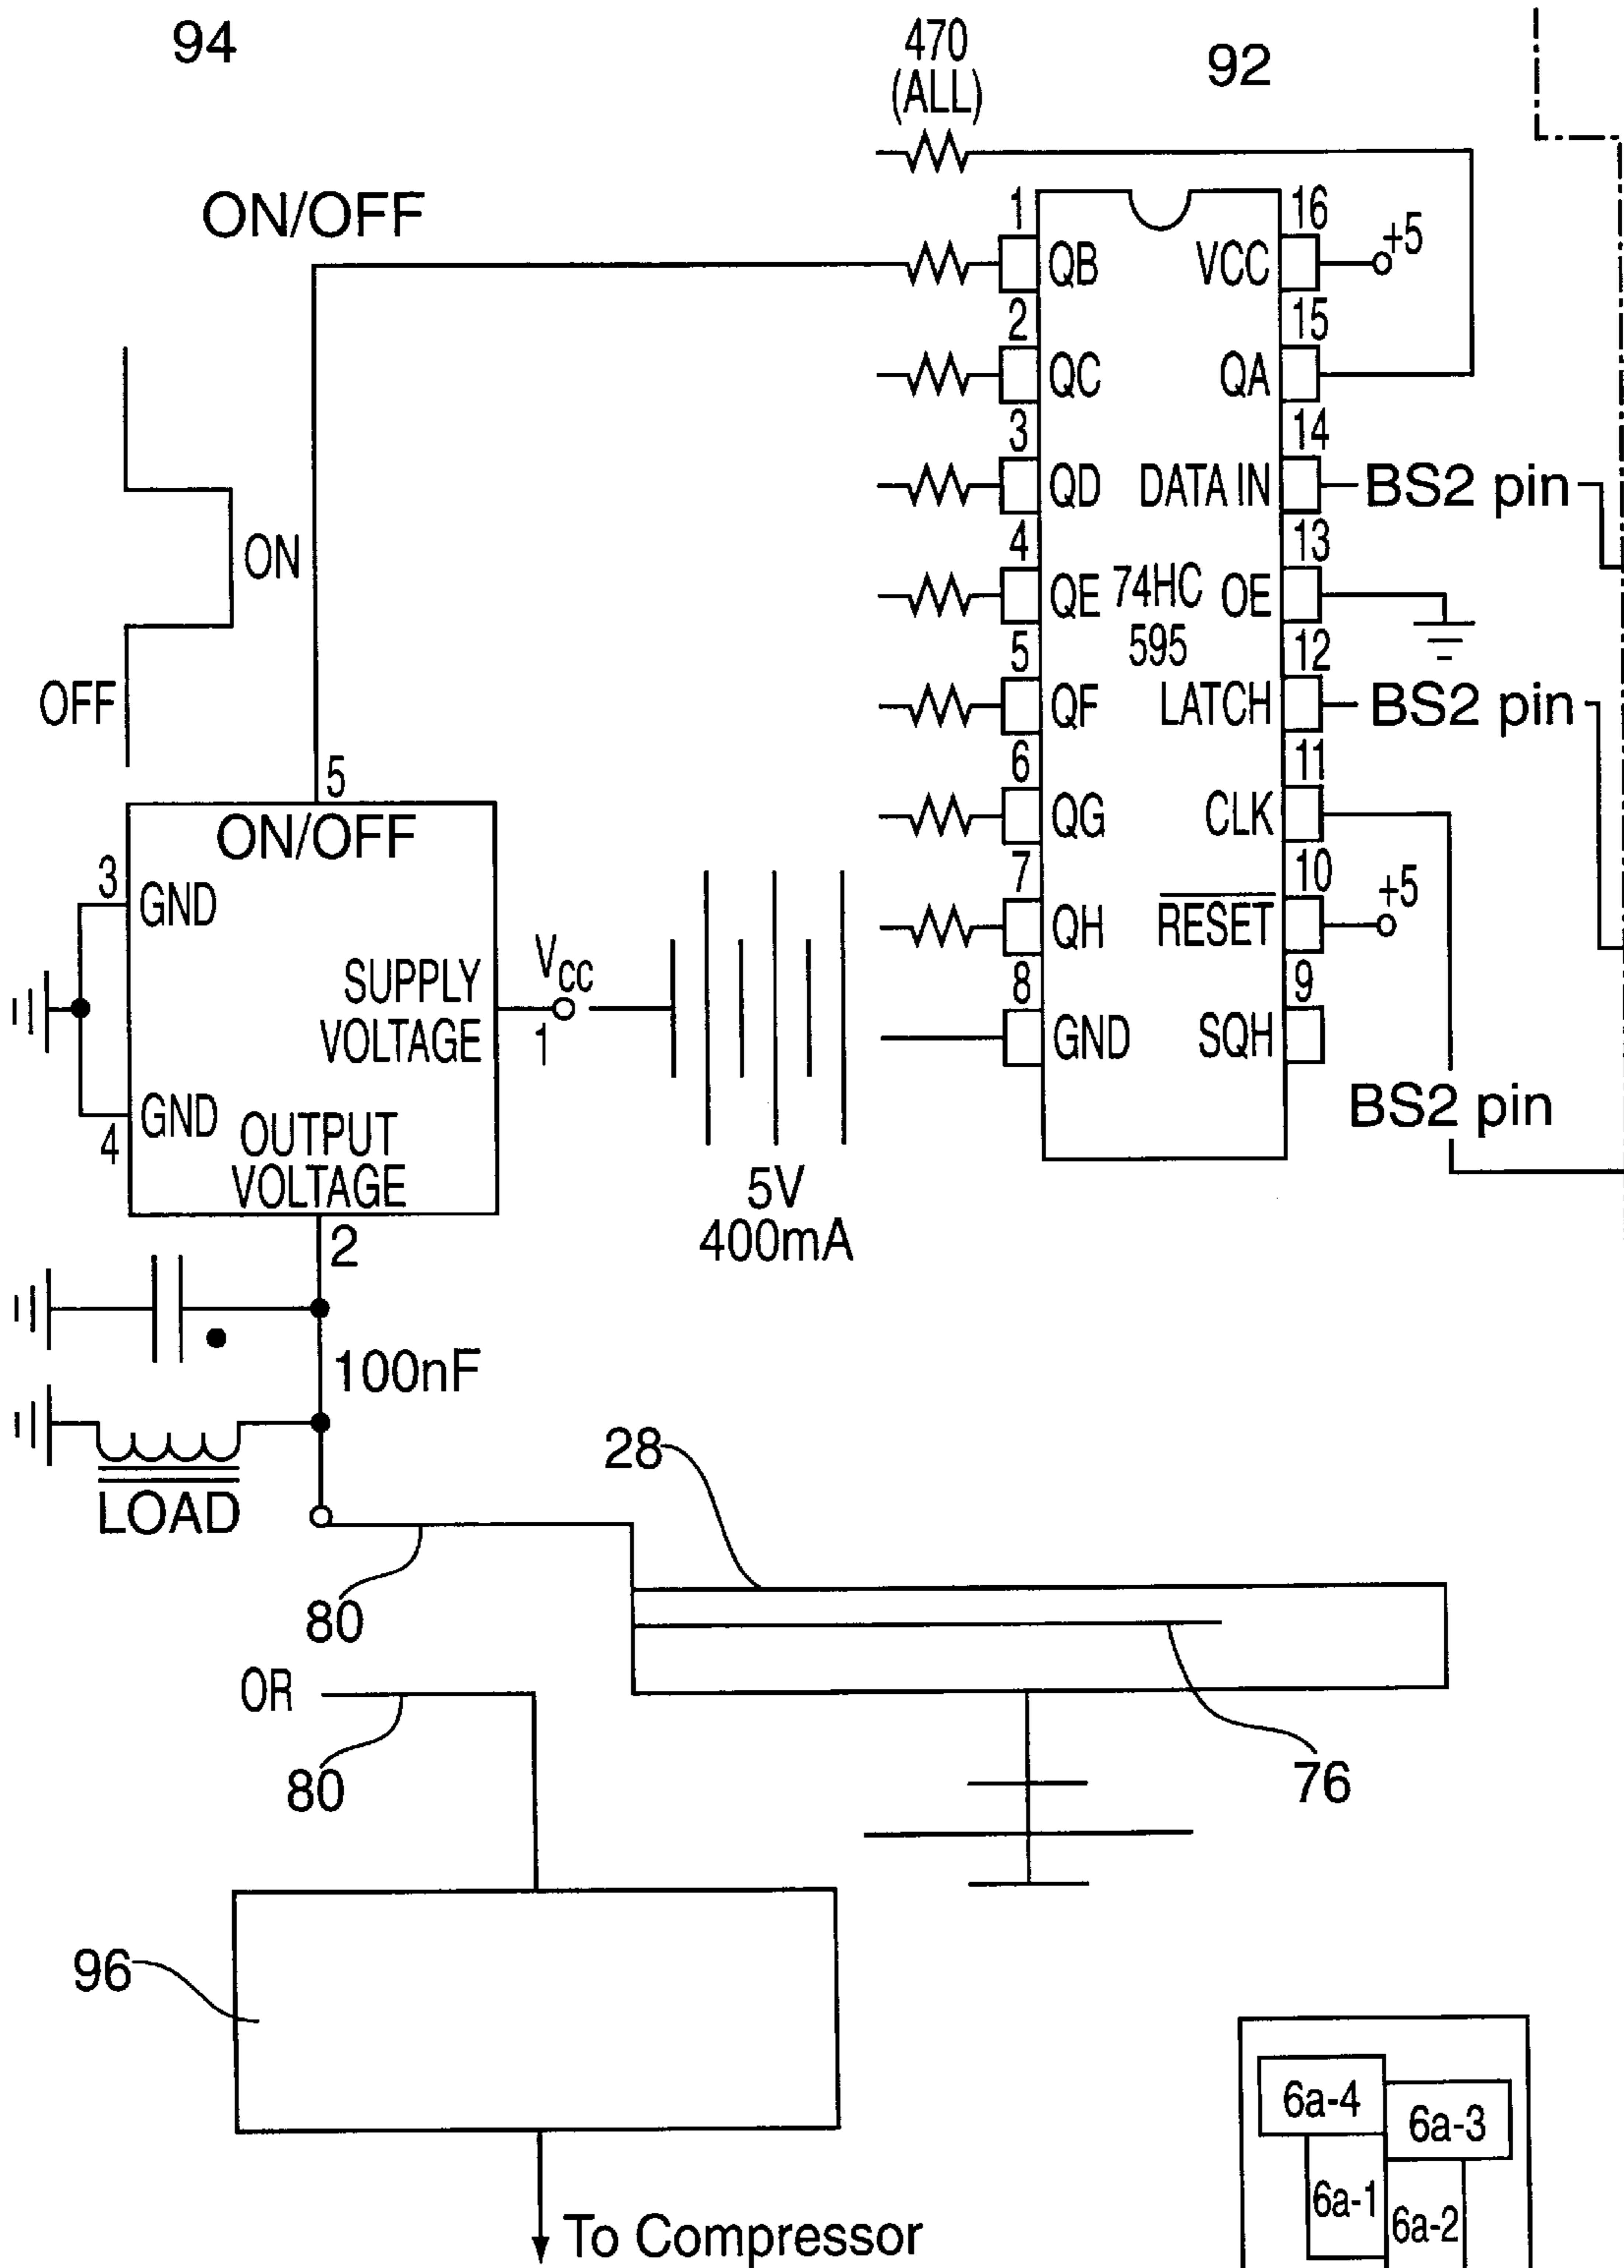 94
470
(ALL)
92
ON/OFF
1
16
QB
VCC
+5
2
15
QC
QA
3
14
QD
DATA IN
BS2 pin
ON
4
13
QE
74HC
595
OE
5
12
OFF
QF
LATCH
BS2 pin
5
6
11
ON/OFF
QG
CLK
3
GND
7
10
QH
RESET
+5
SUPPLY
VOLTAGE
VCC
1
8
9
GND
SQH
4
GND
OUTPUT
VOLTAGE
BS2 pin
5V
400mA
2
100nF
LOAD
28
80
OR
80
76
96
6a-4
6a-3
6a-1
6a-2
To Compressor